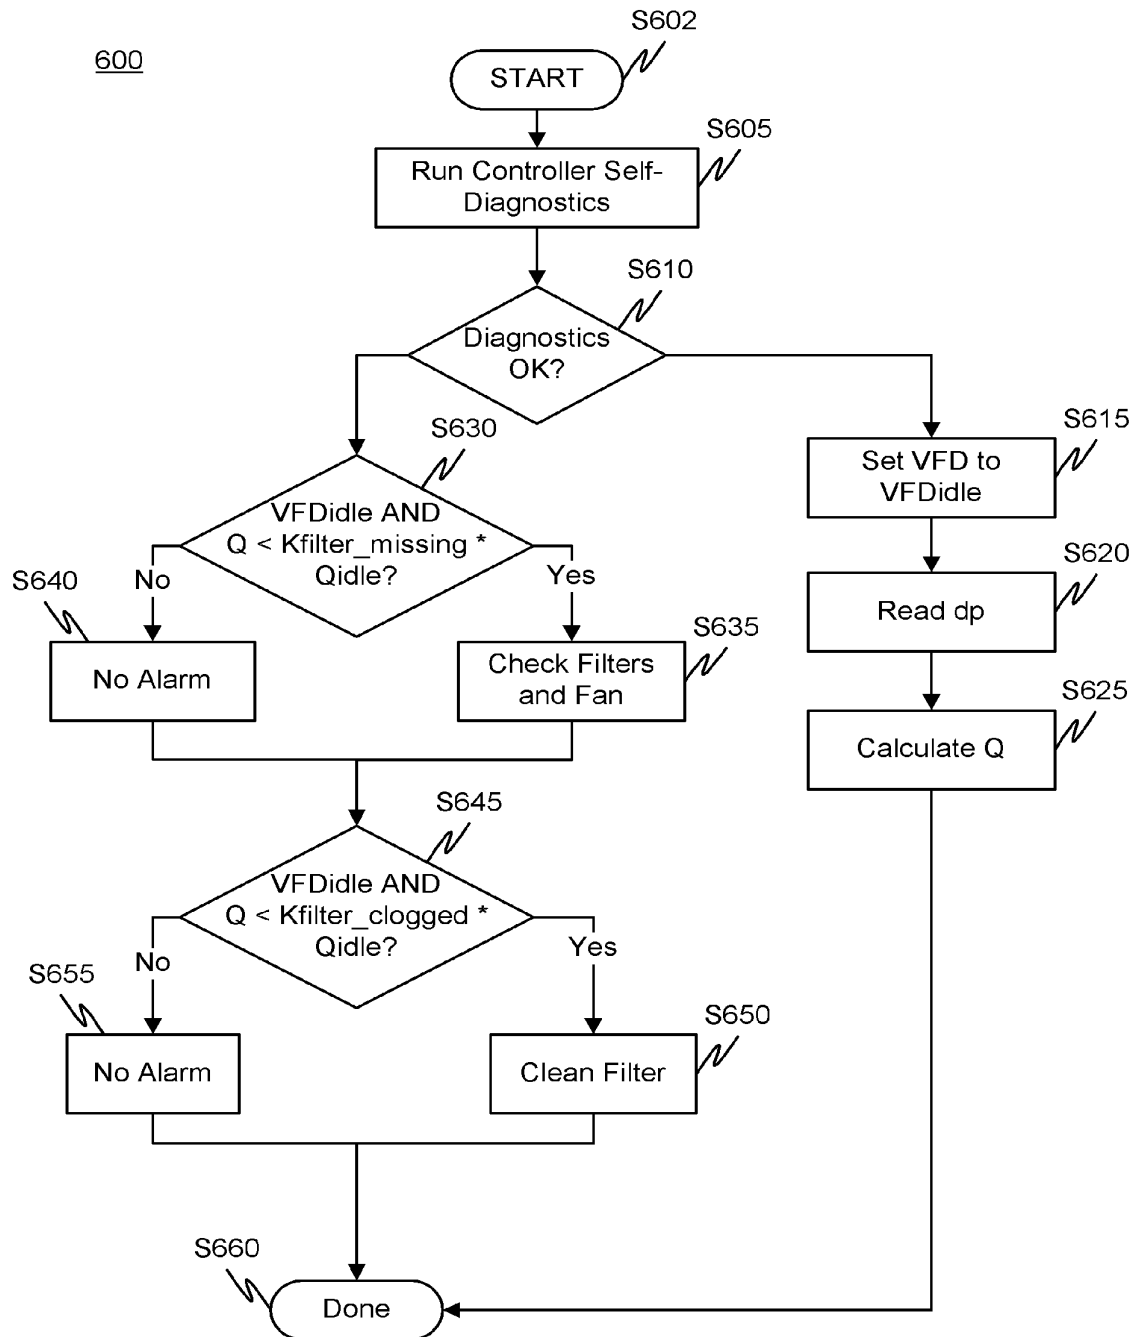 600
S602
START
S605
Run Controller Self-
Diagnostics
S610
Diagnostics
OK?
S630
VFDidle AND
Q < Kfilter_missing *
Qidle?
S615
Set VFD to
VFDidle
S640
No
Yes
S620
Read dp
No Alarm
S635
Check Filters
and Fan
S625
Calculate Q
S645
VFDidle AND
Q < Kfilter_clogged *
Qidle?
No
Yes
S655
No Alarm
S650
Clean Filter
S660
Done